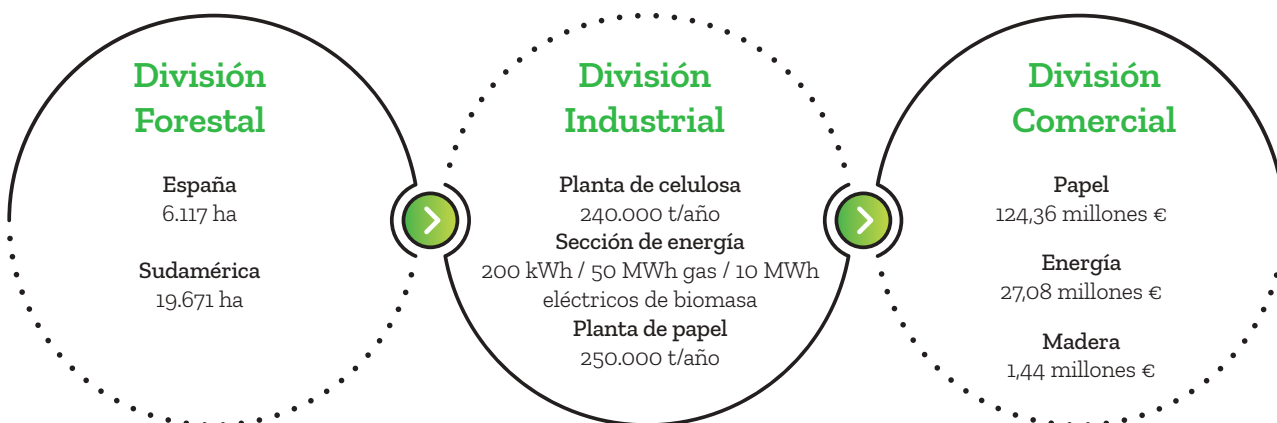 División
Forestal
España
6.117 ha
Sudamérica
19.671 ha
División
Industrial
Planta de celulosa
240.000 t/año
Sección de energía
200 kWh / 50 MWh gas / 10 MWh
eléctricos de biomasa
Planta de papel
250.000 t/año
División
Comercial
Papel
124,36 millones €
Energía
27,08 millones €
Madera
1,44 millones €